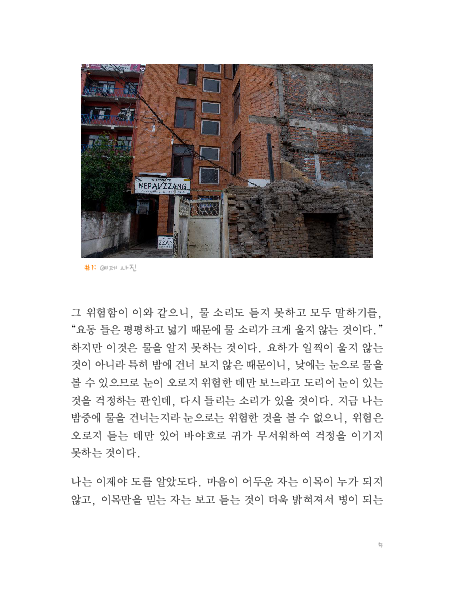 NEPALZZANG
ZZANG
예제 사진
그 위험함이 이와 같으니, 물 소리도 듣지 못하고 모두 말하기를,
“요동 들은 평평하고 넓기 때문에 물 소리가 크게 울지 않는 것이다.”
하지만 이것은 물을 알지 못하는 것이다. 요하가 일찍이 울지 않는
것이 아니라 특히 밤에 건너 보지 않은 때문이니, 낮에는 눈으로 물을
볼 수 있으므로 눈이 오로지 위험한 데만 보느라고 도리어 눈이 있는
것을 걱정하는 판인데, 다시 들리는 소리가 있을 것이다. 지금 나는
밤중에 물을 건너는지라 눈으로는 위험한 것을 볼 수 없으니, 위험은
오로지 듣는 데만 있어 바야흐로 귀가 무서워하여 걱정을 이기지
못하는 것이다.
나는 이제야 도를 알았도다. 마음이 어두운 자는 이목이 누가 되지
않고, 이목만을 믿는 자는 보고 듣는 것이 더욱 밝혀져서 병이 되는